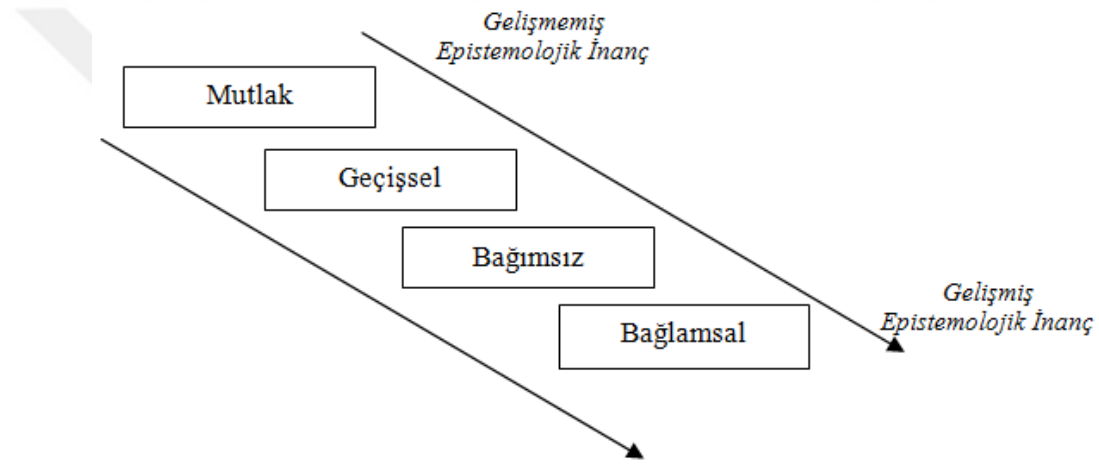 Gelişmemiş
Epistemolojik İnanç
Mutlak
Geçişsel
Bağımsız
Bağlamsal
Gelişmiş
Epistemolojik İnanç